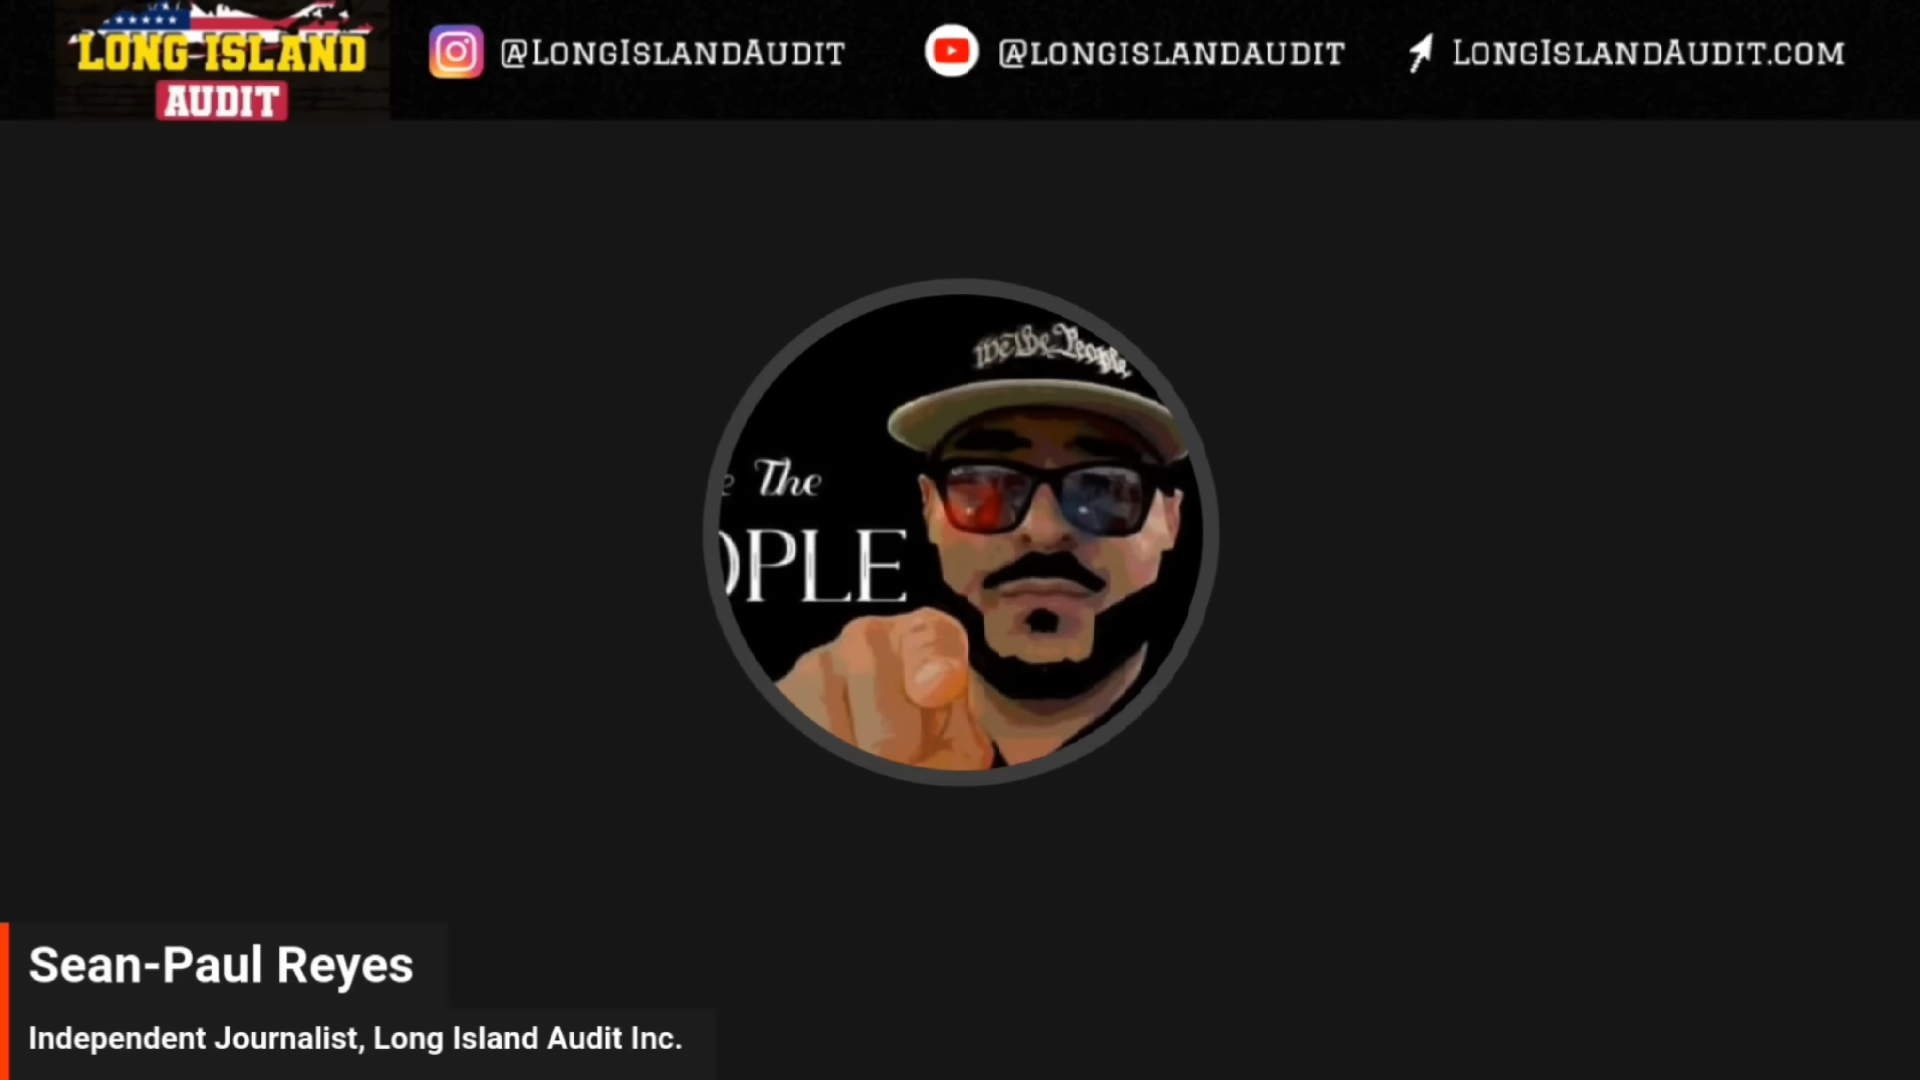 LONG ISLAND
AUDIT
@LongIslandAudit
@longislandaudit
LongIslandAudit.com
We the People
The
OPLE
Sean-Paul Reyes
Independent Journalist, Long Island Audit Inc.